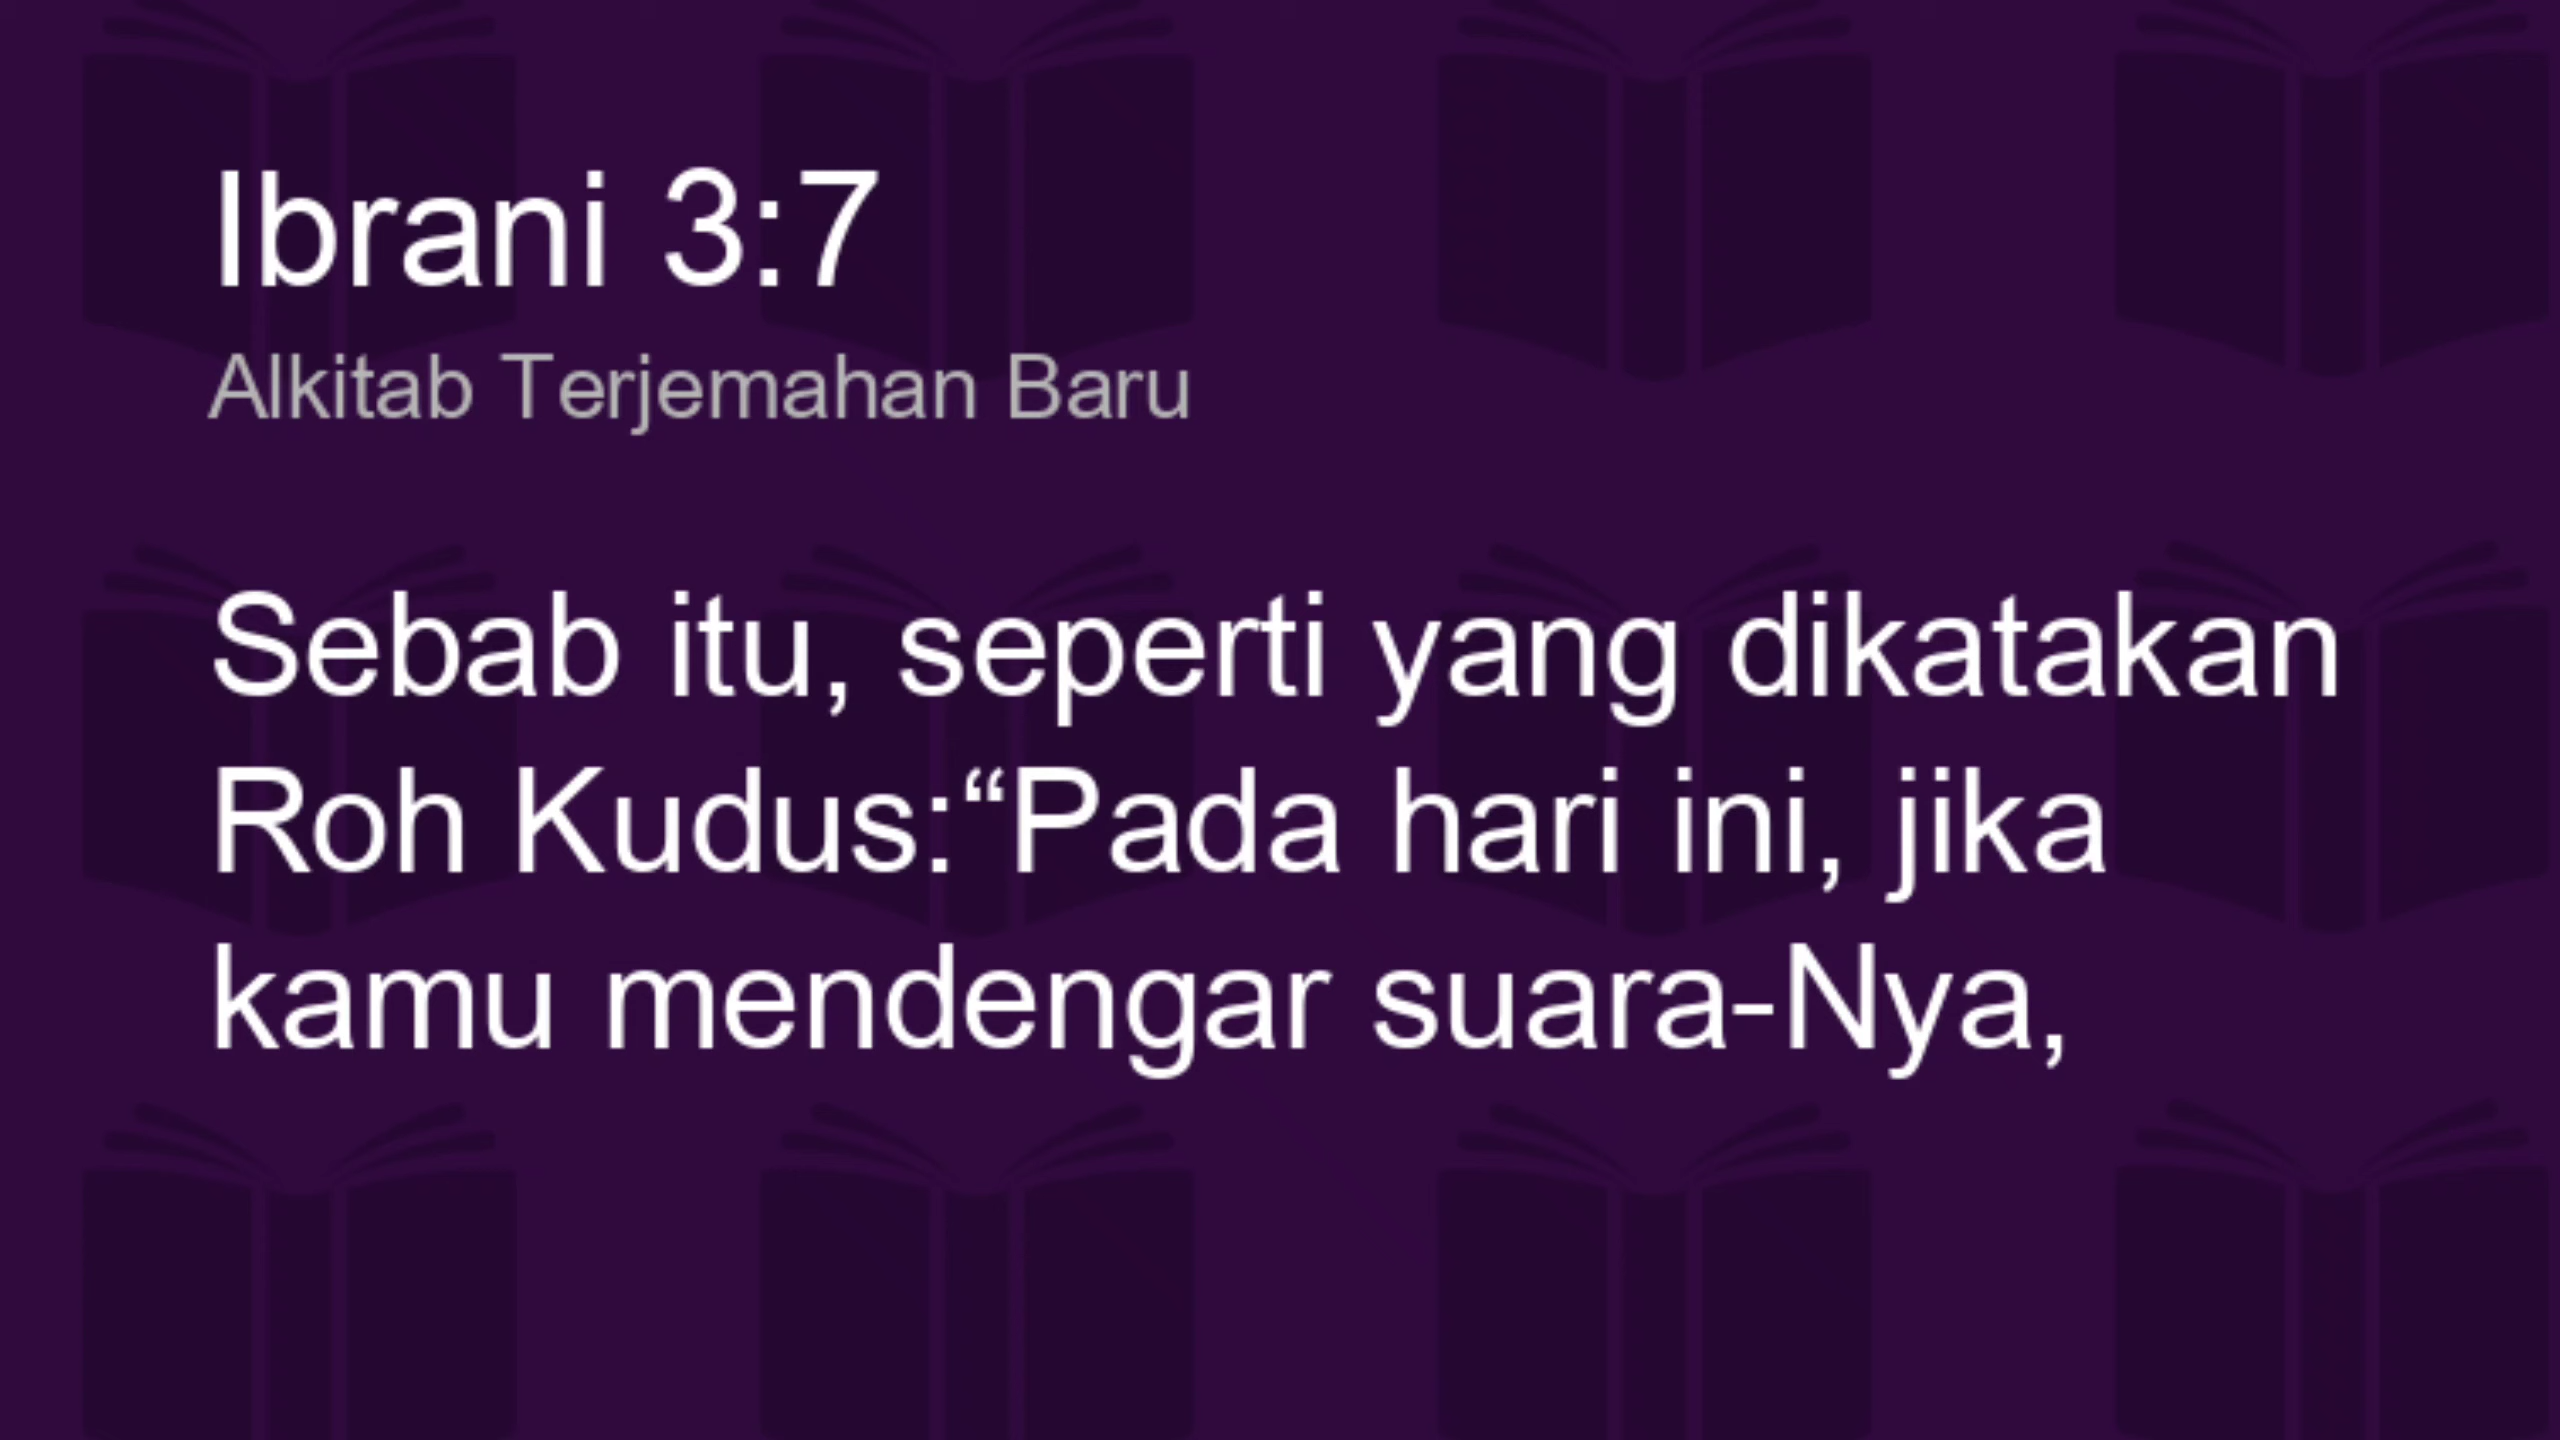 Ibrani 3:7
Alkitab Terjemahan Baru
Sebab itu, seperti yang dikatakan
Roh Kudus:“Pada hari ini, jika
kamu mendengar suara-Nya,